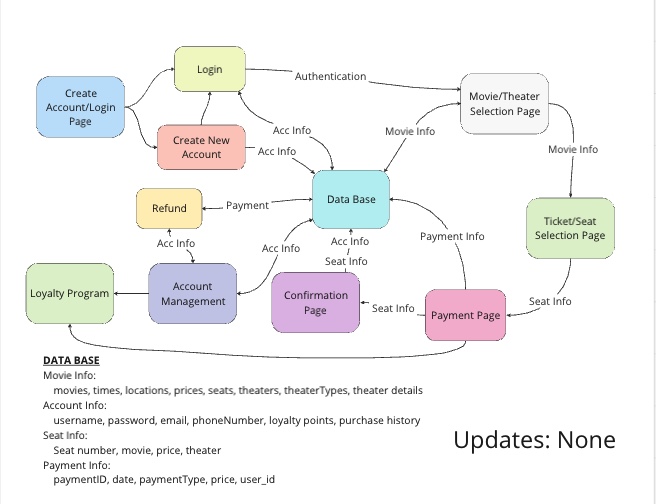 Login
Authentication
Create
Account/Login
Page
Movie/Theater
Selection Page
Acc Info
Movie Info
Create New
Account
Acc Info
Movie Info
Data Base
Refund
Payment
Ticket/Seat
Selection Page
Payment Info
Acc Info
Acc Info
Acc Info
Seat Info
Loyalty Program
Account
Management
Confirmation
Page
Seat Info
Seat Info
Payment Page
DATA BASE
Movie Info:
movies, times, locations, prices, seats, theaters, theaterTypes, theater details
Account Info:
username, password, email, phoneNumber, loyalty points, purchase history
Seat Info:
Seat number, movie, price, theater
Payment Info:
paymentID, date, paymentType, price, user_id
Updates: None